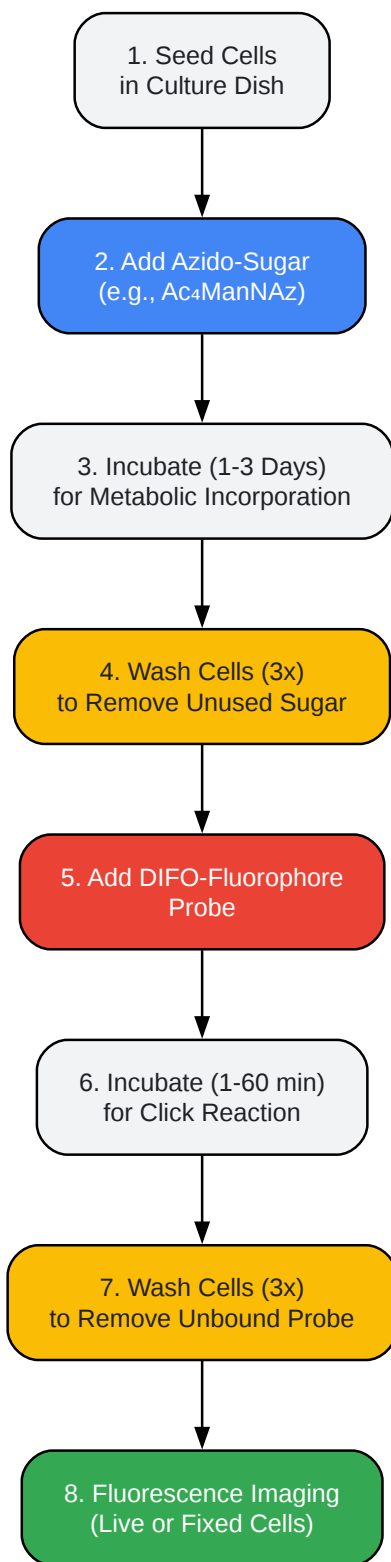 1. Seed Cells
in Culture Dish
2. Add Azido-Sugar
(e.g., Ac₄ManNAz)
3. Incubate (1-3 Days)
for Metabolic Incorporation
4. Wash Cells (3x)
to Remove Unused Sugar
5. Add DIFO-Fluorophore
Probe
6. Incubate (1-60 min)
for Click Reaction
7. Wash Cells (3x)
to Remove Unbound Probe
8. Fluorescence Imaging
(Live or Fixed Cells)